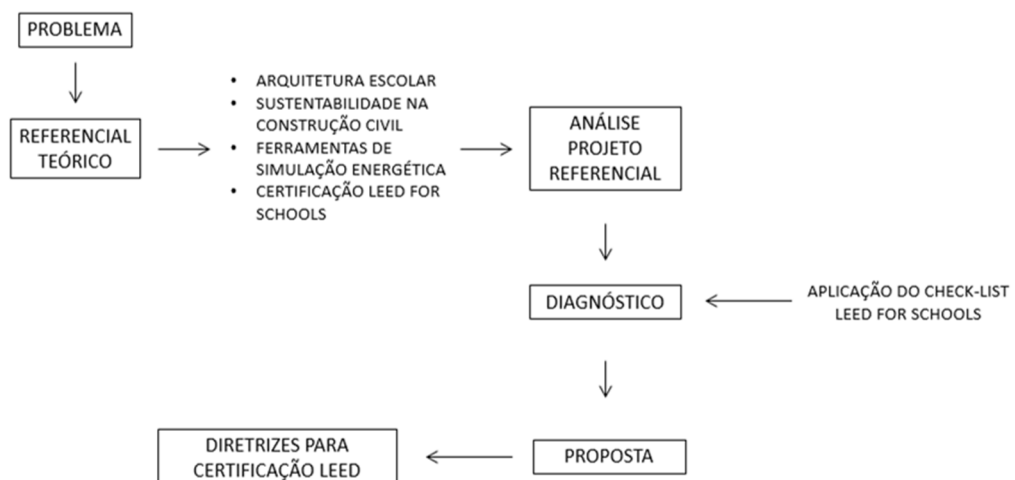 PROBLEMA
REFERENCIAL
TEÓRICO
• ARQUITETURA ESCOLAR
• SUSTENTABILIDADE NA
CONSTRUÇÃO CIVIL
• FERRAMENTAS DE
SIMULAÇÃO ENERGÉTICA
• CERTIFICAÇÃO LEED FOR
SCHOOLS
ANÁLISE
PROJETO
REFERENCIAL
DIAGNÓSTICO
APLICAÇÃO DO CHECK-LIST
LEED FOR SCHOOLS
PROPOSTA
DIRETRIZES PARA
CERTIFICAÇÃO LEED